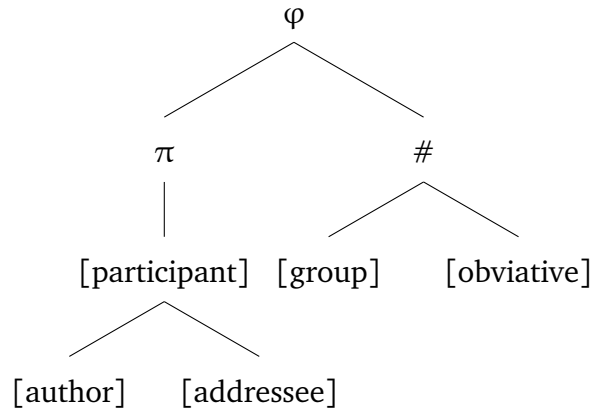 φ
π #
[participant] [group] [obviative]
[author] [addressee]